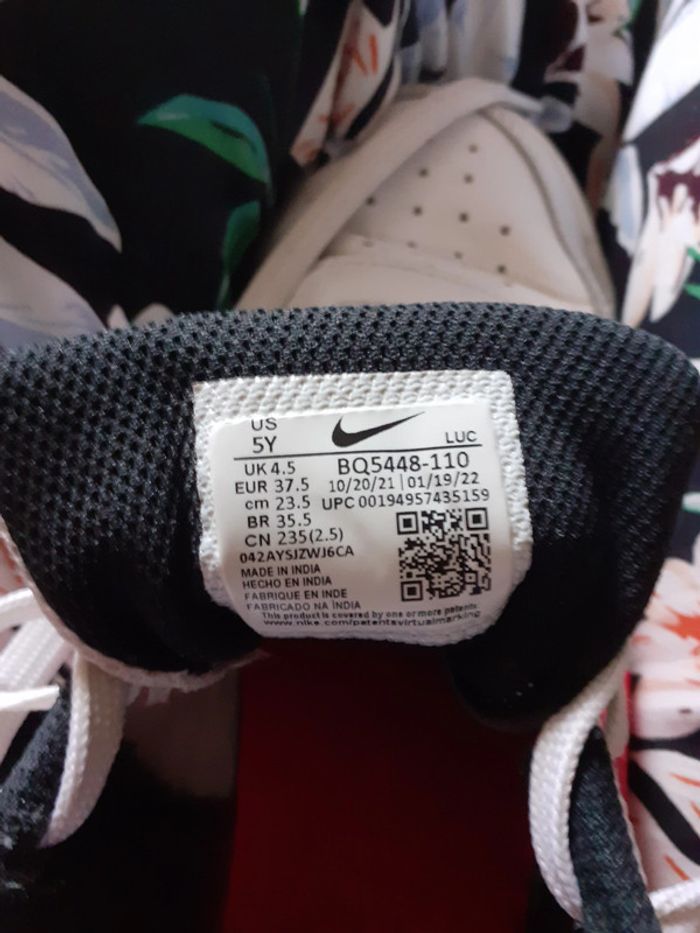 US
5Y
LUC
UK 4.5
BQ5448-110
EUR 37.5
10/20/21 | 01/19/22
cm 23.5
UPC 00194957435159
BR 35.5
CN 235(2.5)
042AYSJZWJ6CA
MADE IN INDIA
HECHO EN INDIA
FABRIQUE EN INDE
FABRICADO NA ÍNDIA
This product is covered by one or more patents
www.nike.com/patentsvirtualmarking